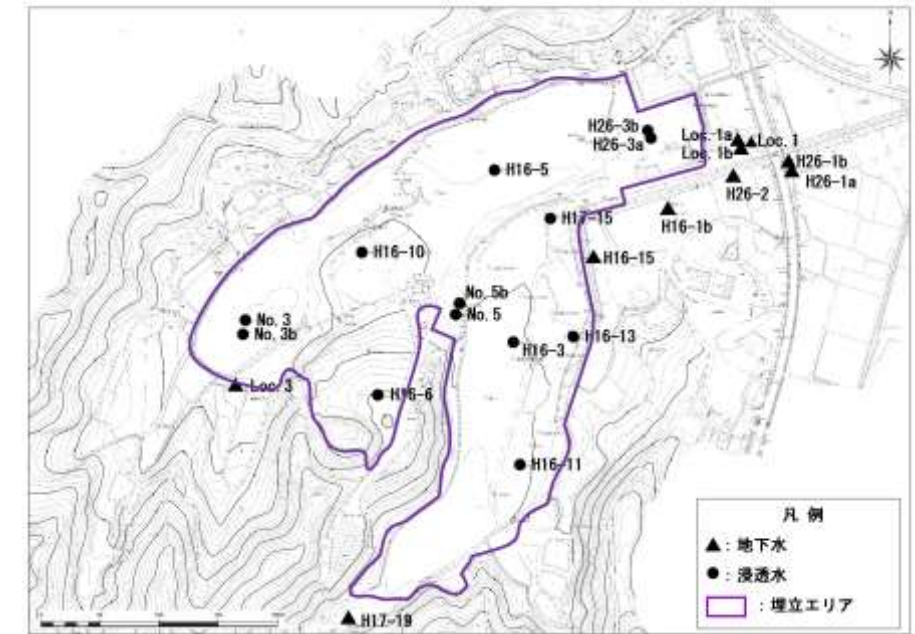 H26-3b
H26-3a
Loc.1a
Loc.1
Loc.1b
H26-1b
H26-1a
H26-2
H16-5
H17-15
H16-1b
H16-10
H16-15
No.5b
No.5
No.3
No.3b
H16-3
H16-13
Loc.3
H16-6
H16-11
H17-19
凡 例
▲: 地下水
●: 浸透水
: 埋立エリア